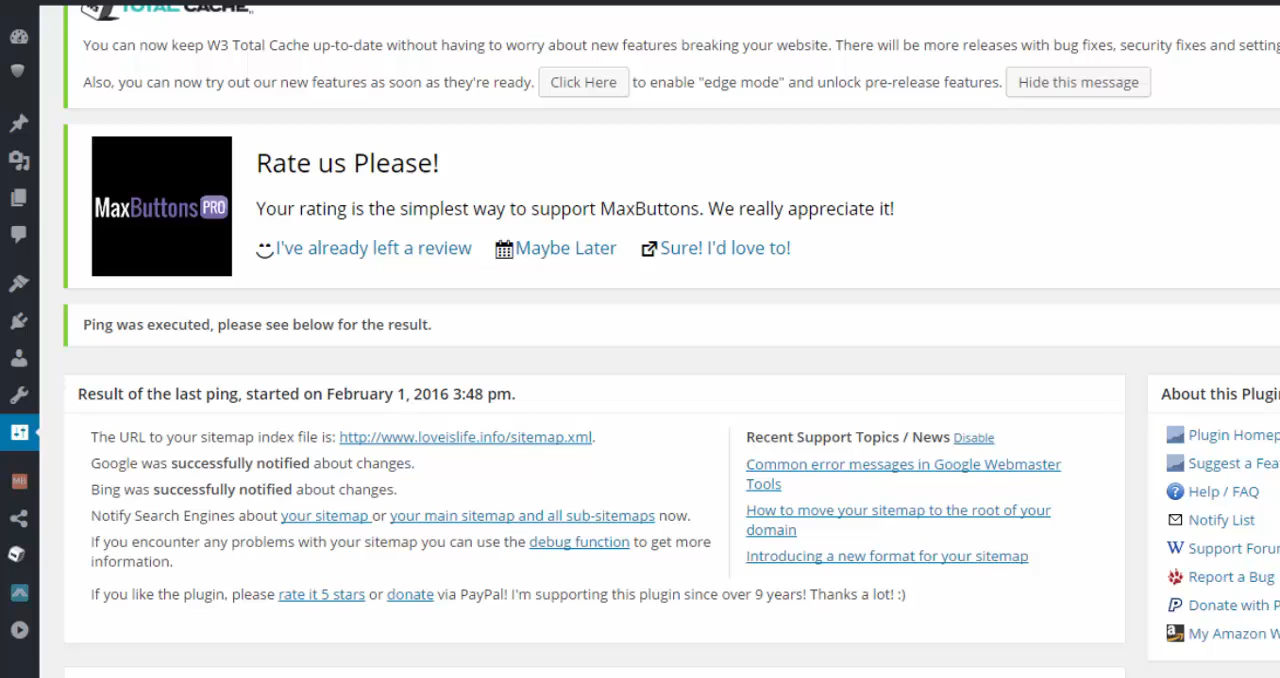 TOTAL CACHE
You can now keep W3 Total Cache up-to-date without having to worry about new features breaking your website. There will be more releases with bug fixes, security fixes and
Also, you can now try out our new features as soon as they're ready. Click Here to enable "edge mode" and unlock pre-release features. Hide this message
MaxButtons PRO
Rate us Please!
Your rating is the simplest way to support MaxButtons. We really appreciate it!
I've already left a review Maybe Later Sure! I'd love to!
Ping was executed, please see below for the result.
Result of the last ping, started on February 1, 2016 3:48 pm.
The URL to your sitemap index file is: http://www.loveislife.info/sitemap.xml.
Google was successfully notified about changes.
Bing was successfully notified about changes.
Notify Search Engines about your sitemap or your main sitemap and all sub-sitemaps now.
If you encounter any problems with your sitemap you can use the debug function to get more
information.
If you like the plugin, please rate it 5 stars or donate via PayPal! I'm supporting this plugin since over 9 years! Thanks a lot! :)
Recent Support Topics / News Disable
Common error messages in Google Webmaster
Tools
How to move your sitemap to the root of your
domain
Introducing a new format for your sitemap
About this
Plugin
Suggest a
Help / FAQ
Notify List
Support
Report a Bug
Donate with
My Amazon
MB